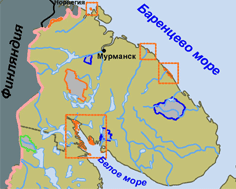 Норвегия
Баренцево море
Финляндия
Мурманск
Белое море